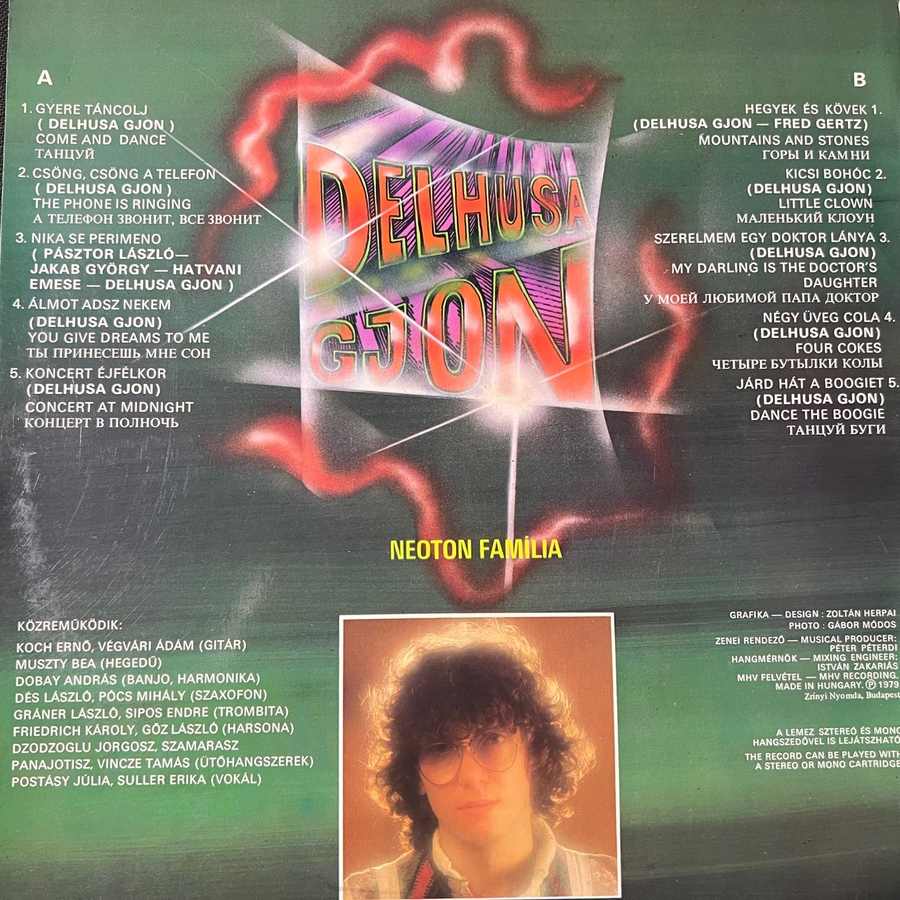 A
1. GYERE TÁNCOLJ
( DELHUSA GJON )
COME AND DANCE
ТАНЦУЙ
2. CSÖNG, CSÖNG A TELEFON
( DELHUSA GJON )
THE PHONE IS RINGING
А ТЕЛЕФОН ЗВОНИТ, ВСЕ ЗВОНИТ
3. NIKA SE PERIMENO
( PÁSZTOR LÁSZLÓ—
JAKAB GYÖRGY — HATVANI
EMESE — DELHUSA GJON )
4. ÁLMOT ADSZ NEKEM
(DELHUSA GJON)
YOU GIVE DREAMS TO ME
ТЫ ПРИНЕСЕШЬ МНЕ СОН
5. KONCERT ÉJFÉLKOR
(DELHUSA GJON)
CONCERT AT MIDNIGHT
КОНЦЕРТ В ПОЛНОЧЬ
DELHUSA
GJON
B
HEGYEK ÉS KÖVEK 1.
(DELHUSA GJON — FRED GERTZ)
MOUNTAINS AND STONES
ГОРЫ И КАМНИ
KICSI BOHÓC 2.
(DELHUSA GJON)
LITTLE CLOWN
МАЛЕНЬКИЙ КЛОУН
SZERELMEM EGY DOKTOR LÁNYA 3.
(DELHUSA GJON)
MY DARLING IS THE DOCTOR'S
DAUGHTER
У МОЕЙ ЛЮБИМОЙ ПАПА ДОКТОР
NÉGY ÜVEG COLA 4.
(DELHUSA GJON)
FOUR COKES
ЧЕТЫРЕ БУТЫЛКИ КОЛЫ
JÁRD HÁT A BOOGIET 5.
(DELHUSA GJON)
DANCE THE BOOGIE
ТАНЦУЙ БУГИ
NEOTON FAMÍLIA
KÖZREMŰKÖDIK:
KOCH ERNŐ, VÉGVÁRI ÁDÁM (GITÁR)
MUSZTY BEA (HEGEDŰ)
DOBAY ANDRÁS (BANJO, HARMONIKA)
DÉS LÁSZLÓ, PÓCS MIHÁLY (SZAXOFON)
GRÁNER LÁSZLÓ, SIPOS ENDRE (TROMBITA)
FRIEDRICH KÁROLY, GŐZ LÁSZLÓ (HARSONA)
DZODZOGLU JORGOSZ, SZAMARASZ
PANAJOTISZ, VINCZE TAMÁS (ÜTŐHANGSZEREK)
POSTÁSY JÚLIA, SULLER ERIKA (VOKÁL)
GRAFIKA — DESIGN : ZOLTÁN HERPAI
PHOTO : GÁBOR MÓDOS
ZENEI RENDEZŐ — MUSICAL PRODUCER:
PÉTER PÉTERDI
HANGMÉRNÖK — MIXING ENGINEER:
ISTVÁN ZAKARIÁS
MHV FELVÉTEL — MHV RECORDING.
MADE IN HUNGARY. Ⓟ 1979
Zrínyi Nyomda, Budapest
A LEMEZ SZTEREÓ ÉS MONO
HANGSZEDŐVEL IS LEJÁTSZHATÓ
THE RECORD CAN BE PLAYED WITH
A STEREO OR MONO CARTRIDGE